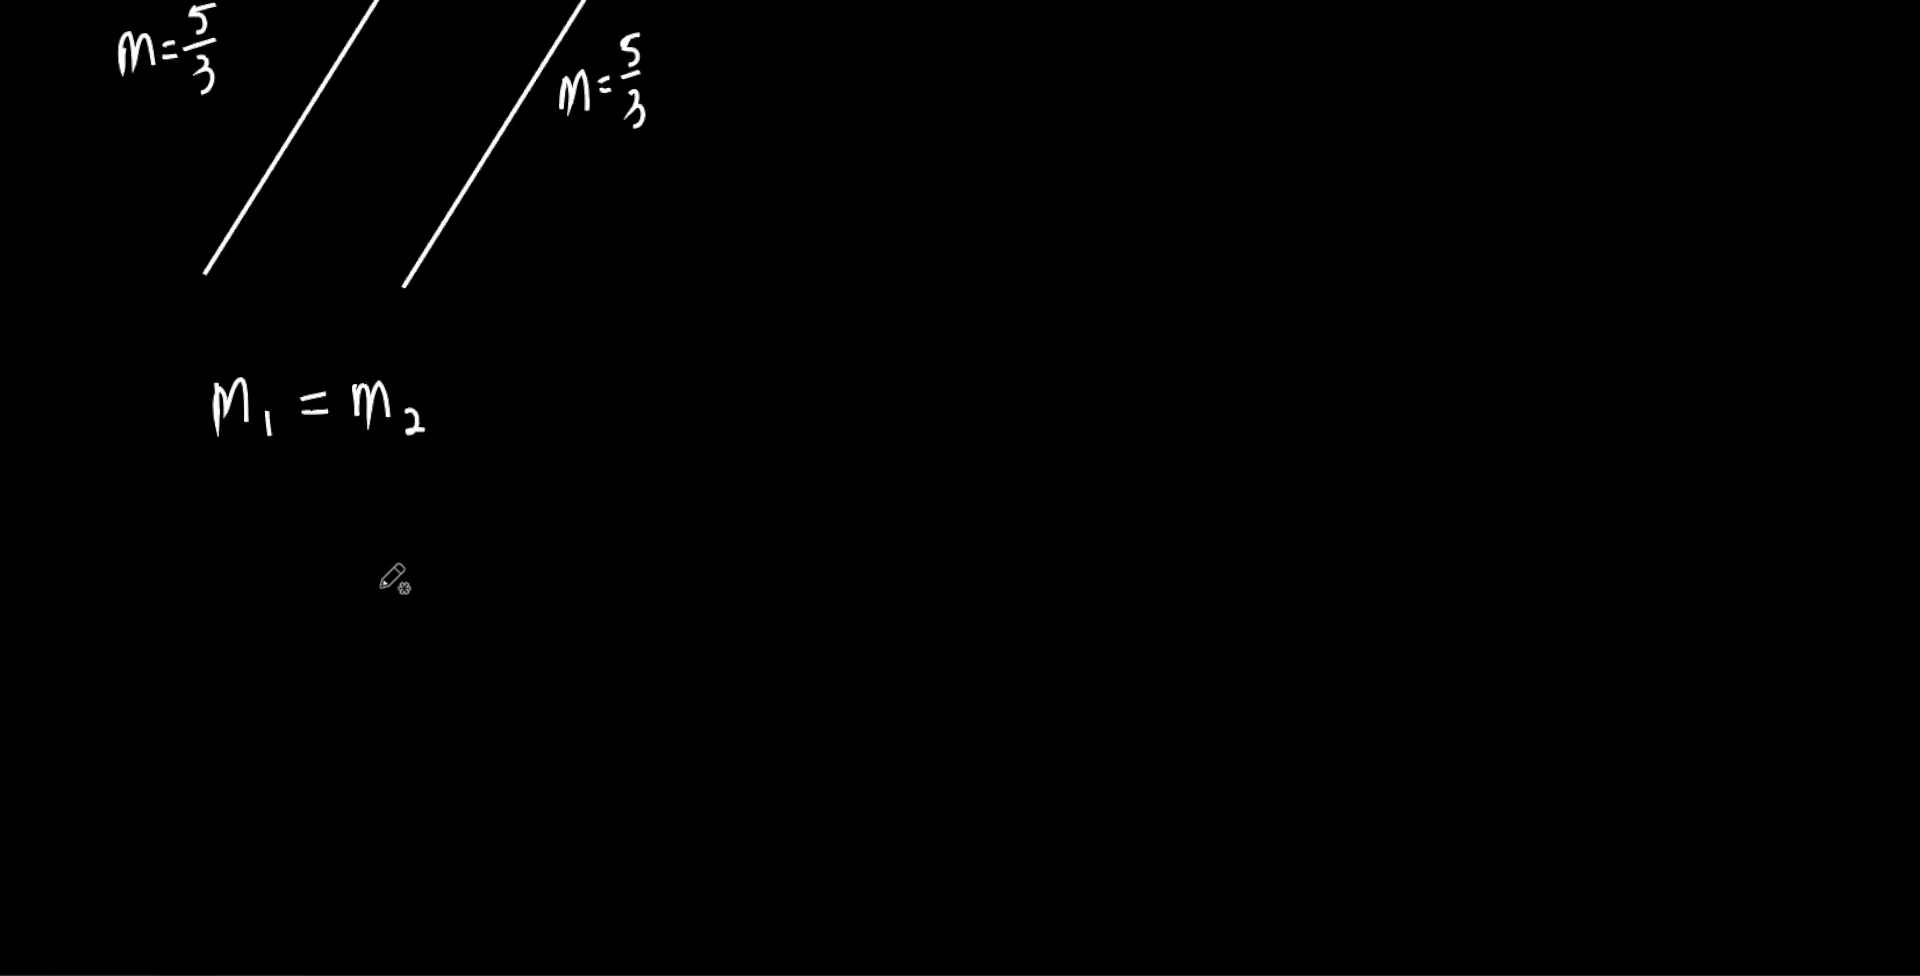 m = 5/3
m = 5/3
m₁ = m₂